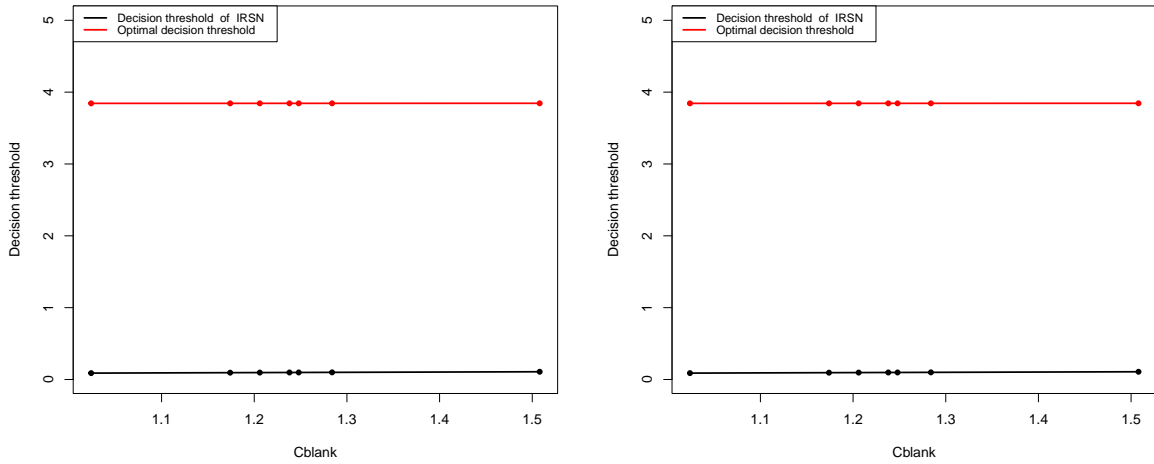 Decision threshold of IRSN
Optimal decision threshold
5
4
3
2
1
0
Decision threshold
1.1 1.2 1.3 1.4 1.5
Cblank
Decision threshold of IRSN
Optimal decision threshold
5
4
3
2
1
0
Decision threshold
1.1 1.2 1.3 1.4 1.5
Cblank